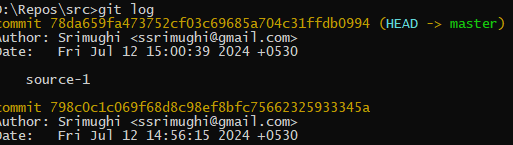 D:\Repos\src>git log
commit 78da659fa473752cf03c69685a704c31ffdb0994 (HEAD -> master)
Author: Srimughi <ssrimughi@gmail.com>
Date:   Fri Jul 12 15:00:39 2024 +0530
source-1
commit 798c0c1c069f68d8c98ef8bfc75662325933345a
Author: Srimughi <ssrimughi@gmail.com>
Date:   Fri Jul 12 14:56:15 2024 +0530